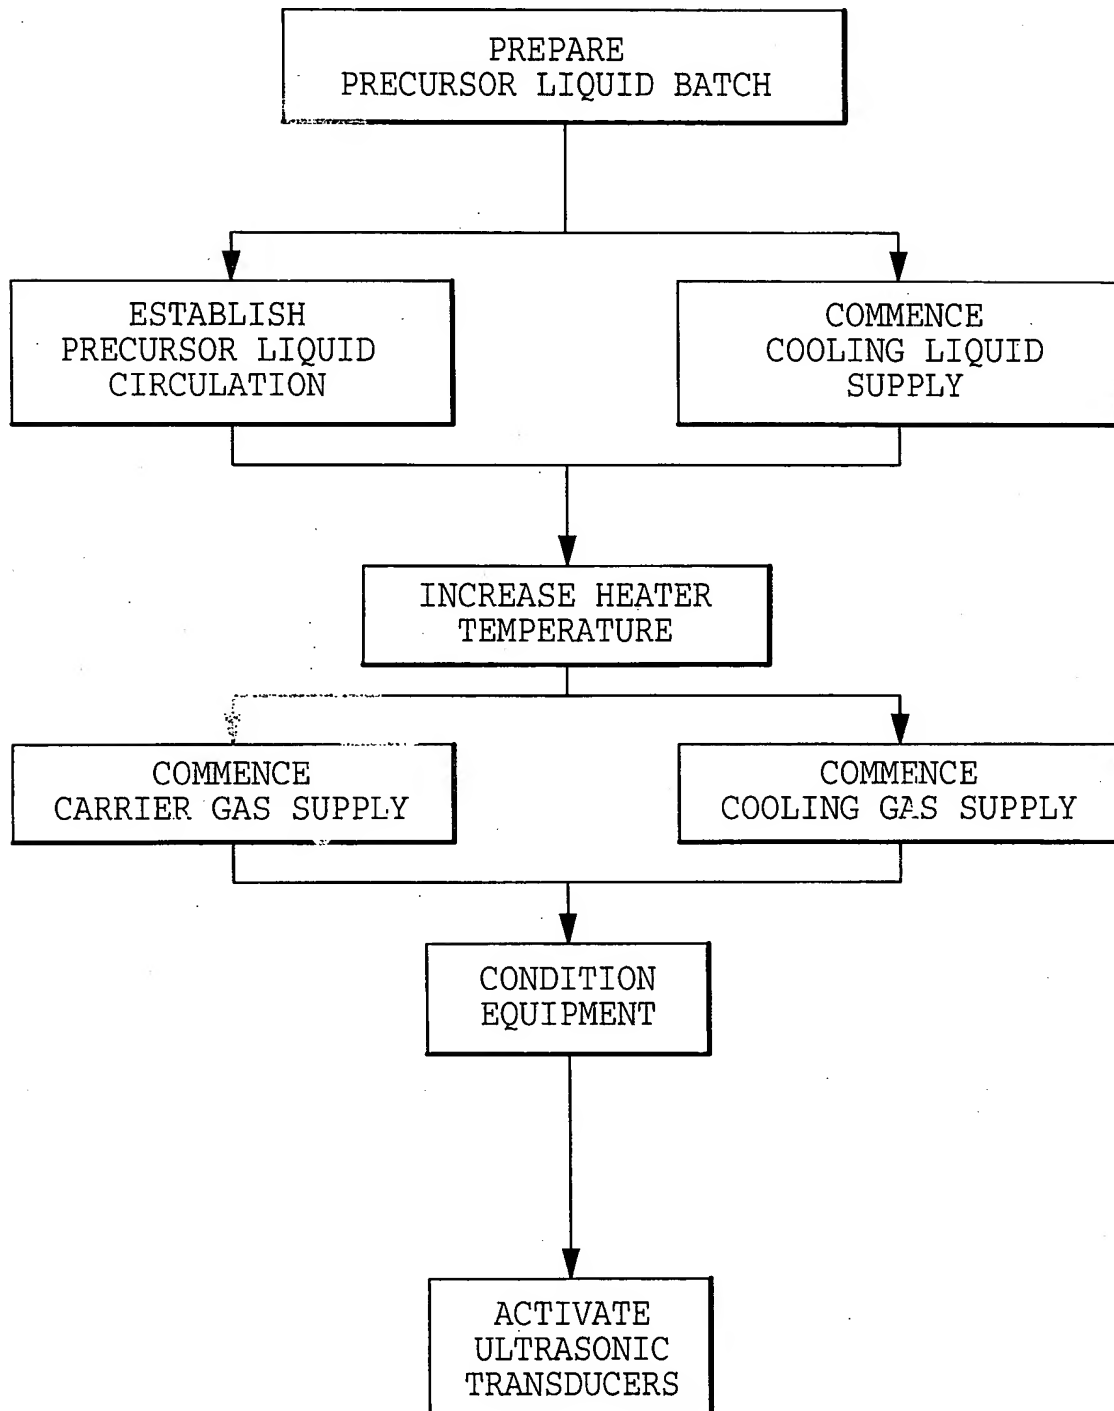 PREPARE
PRECURSOR LIQUID BATCH
ESTABLISH
PRECURSOR LIQUID
CIRCULATION
COMMENCE
COOLING LIQUID
SUPPLY
INCREASE HEATER
TEMPERATURE
COMMENCE
CARRIER GAS SUPPLY
COMMENCE
COOLING GAS SUPPLY
CONDITION
EQUIPMENT
ACTIVATE
ULTRASONIC
TRANSDUCERS